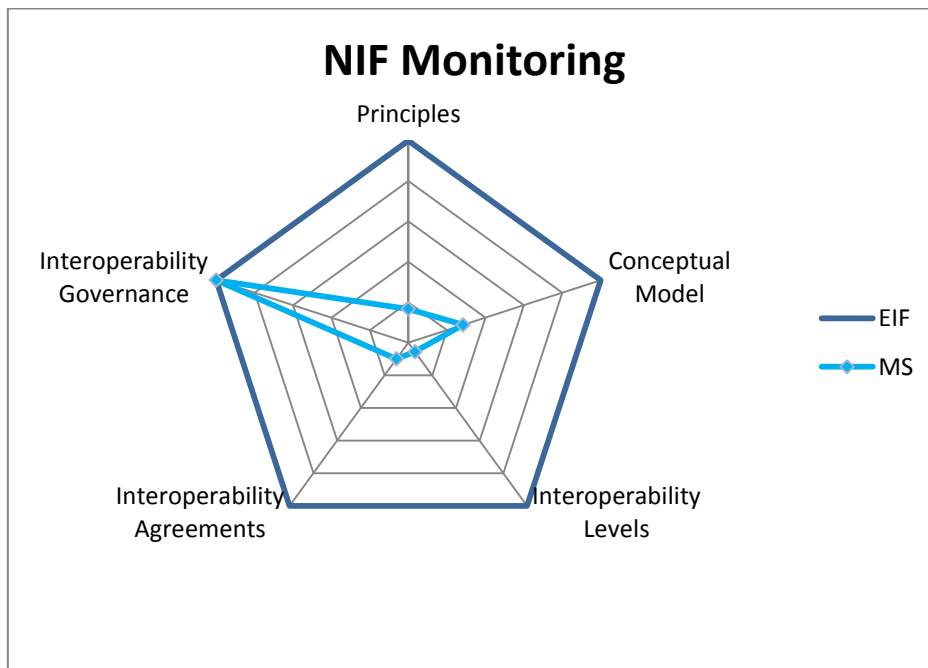 NIF Monitoring
Principles
Interoperability
Governance
Conceptual
Model
EIF
MS
Interoperability
Agreements
Interoperability
Levels